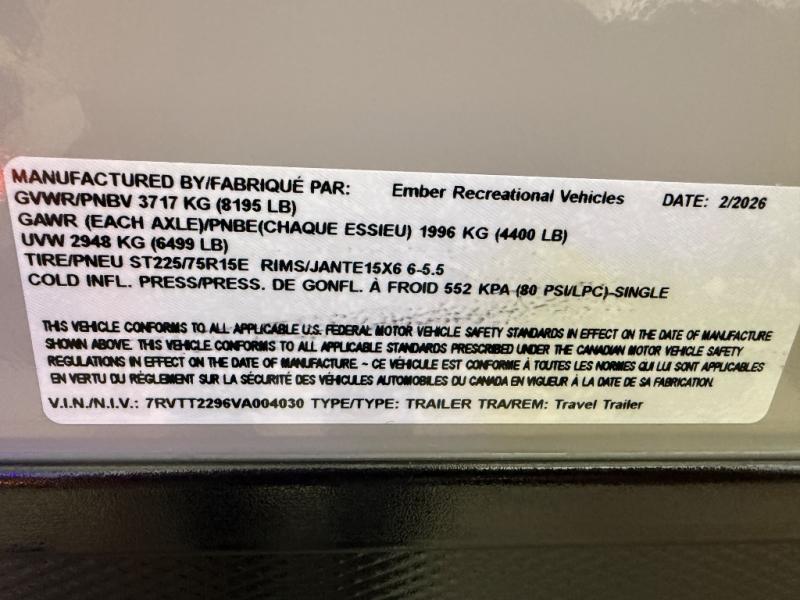 MANUFACTURED BY/FABRIQUÉ PAR: Ember Recreational Vehicles DATE: 2/2026
GVWR/PNBV 3717 KG (8195 LB)
GAWR (EACH AXLE)/PNBE(CHAQUE ESSIEU) 1996 KG (4400 LB)
UVW 2948 KG (6499 LB)
TIRE/PNEU ST225/75R15E RIMS/JANTE15X6 6-5.5
COLD INFL. PRESS/PRESS. DE GONFL. À FROID 552 KPA (80 PSI/LPC)-SINGLE
THIS VEHICLE CONFORMS TO ALL APPLICABLE U.S. FEDERAL MOTOR VEHICLE SAFETY STANDARDS IN EFFECT ON THE DATE OF MANUFACTURE
SHOWN ABOVE. THIS VEHICLE CONFORMS TO ALL APPLICABLE STANDARDS PRESCRIBED UNDER THE CANADIAN MOTOR VEHICLE SAFETY
REGULATIONS IN EFFECT ON THE DATE OF MANUFACTURE. ~ CE VÉHICULE EST CONFORME À TOUTES LES NORMES QUI LUI SONT APPLICABLES
EN VERTU DU RÉGLEMENT SUR LA SÉCURITÉ DES VÉHICULES AUTOMOBILES DU CANADA EN VIGUEUR À LA DATE DE SA FABRICATION.
V.I.N./N.I.V.: 7RVTT2296VA004030 TYPE/TYPE: TRAILER TRA/REM: Travel Trailer